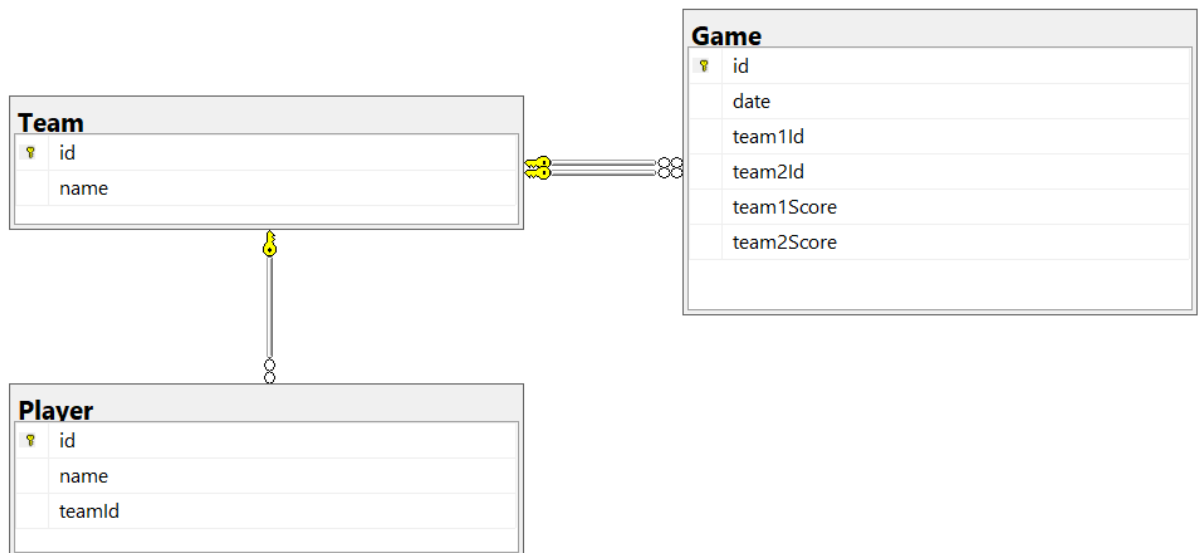 Team
id
name
Game
id
date
team1Id
team2Id
team1Score
team2Score
Player
id
name
teamId